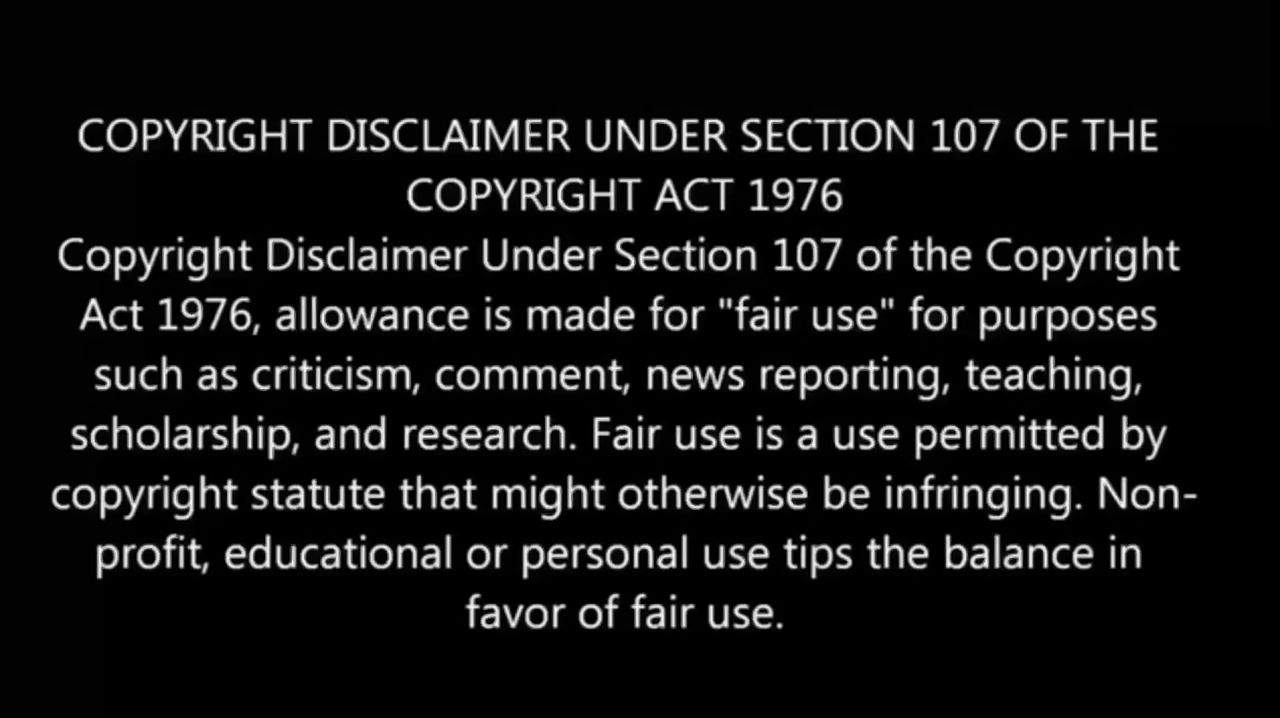 COPYRIGHT DISCLAIMER UNDER SECTION 107 OF THE
COPYRIGHT ACT 1976
Copyright Disclaimer Under Section 107 of the Copyright
Act 1976, allowance is made for "fair use" for purposes
such as criticism, comment, news reporting, teaching,
scholarship, and research. Fair use is a use permitted by
copyright statute that might otherwise be infringing. Non-
profit, educational or personal use tips the balance in
favor of fair use.